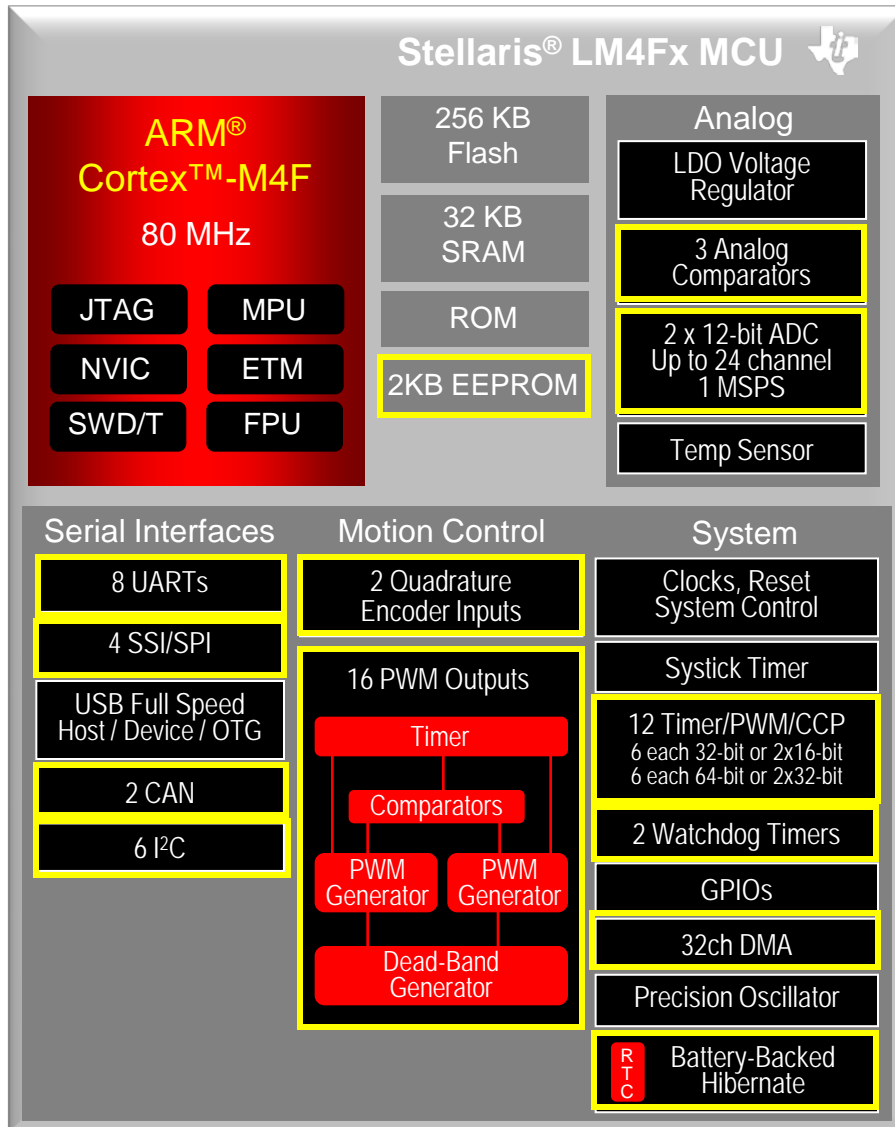 Stellaris® LM4Fx MCU
ARM®
Cortex™-M4F
80 MHz
JTAG
MPU
NVIC
ETM
SWD/T
FPU
256 KB
Flash
32 KB
SRAM
ROM
2KB EEPROM
Analog
LDO Voltage
Regulator
3 Analog
Comparators
2 x 12-bit ADC
Up to 24 channel
1 MSPS
Temp Sensor
Serial Interfaces
8 UARTs
4 SSI/SPI
USB Full Speed
Host / Device / OTG
2 CAN
6 I²C
Motion Control
2 Quadrature
Encoder Inputs
16 PWM Outputs
Timer
Comparators
PWM
Generator
PWM
Generator
Dead-Band
Generator
System
Clocks, Reset
System Control
Systick Timer
12 Timer/PWM/CCP
6 each 32-bit or 2x16-bit
6 each 64-bit or 2x32-bit
2 Watchdog Timers
GPIOs
32ch DMA
Precision Oscillator
RTC
Battery-Backed
Hibernate